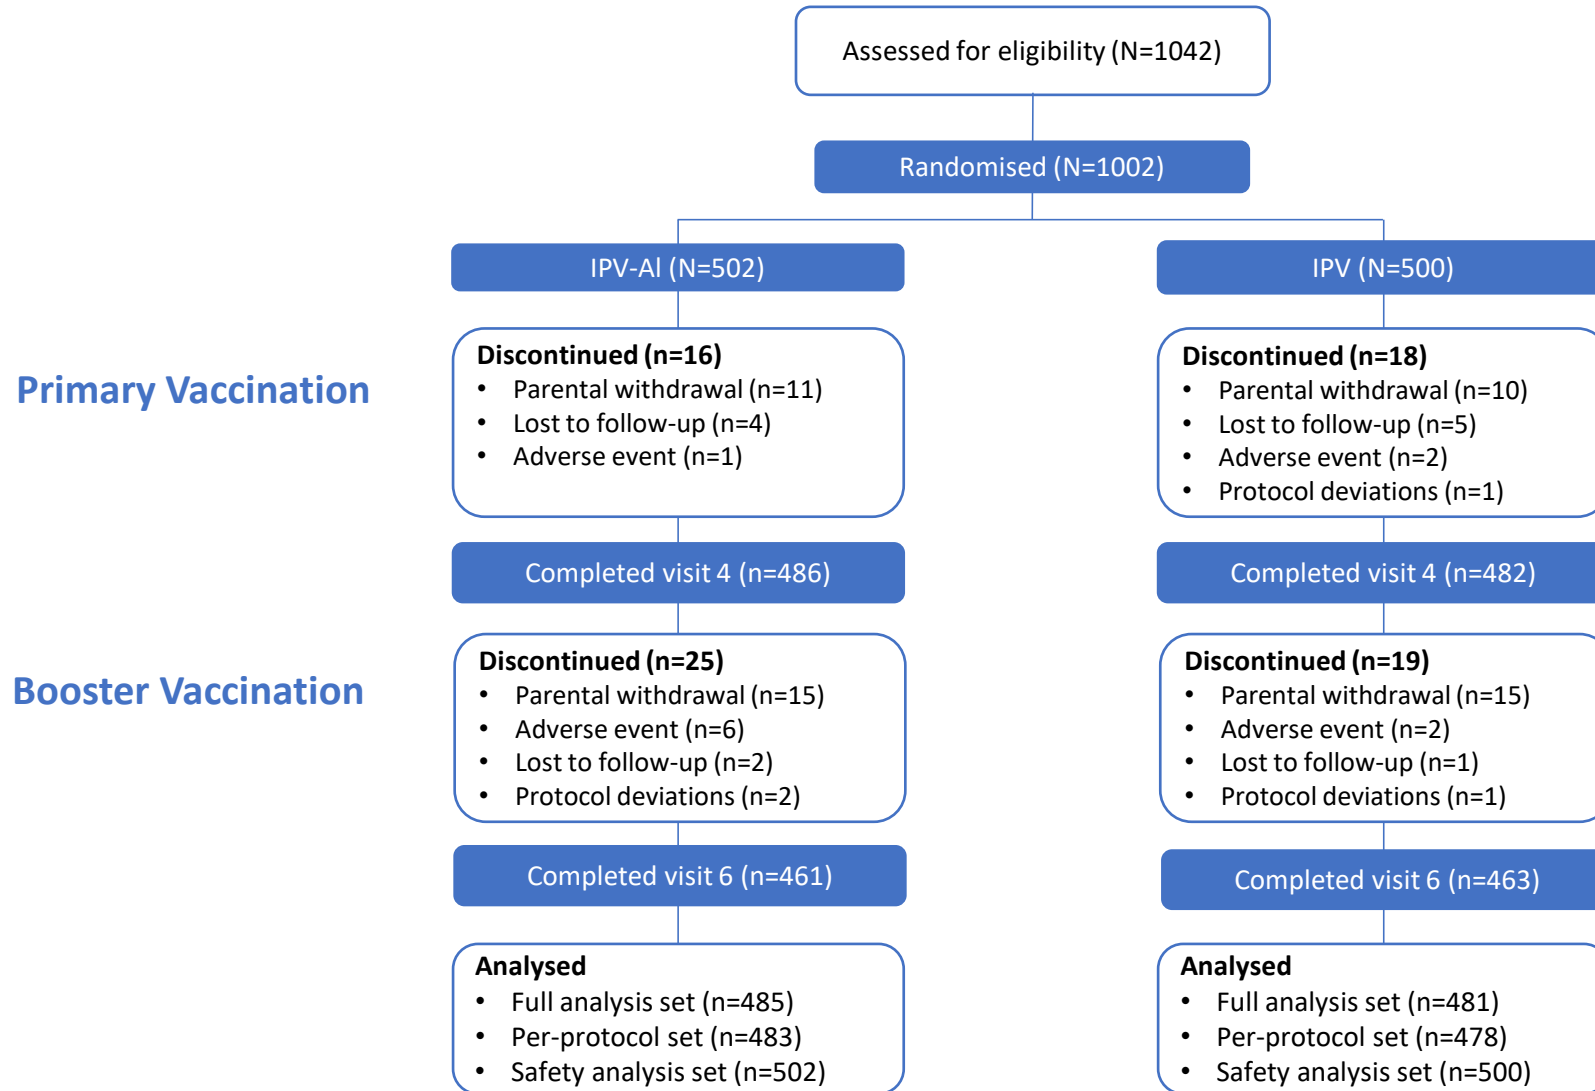 Assessed for eligibility (N=1042)
Randomised (N=1002)
IPV-Al (N=502)
IPV (N=500)
Primary Vaccination
Discontinued (n=16)
• Parental withdrawal (n=11)
• Lost to follow-up (n=4)
• Adverse event (n=1)
Discontinued (n=18)
• Parental withdrawal (n=10)
• Lost to follow-up (n=5)
• Adverse event (n=2)
• Protocol deviations (n=1)
Completed visit 4 (n=486)
Completed visit 4 (n=482)
Booster Vaccination
Discontinued (n=25)
• Parental withdrawal (n=15)
• Adverse event (n=6)
• Lost to follow-up (n=2)
• Protocol deviations (n=2)
Discontinued (n=19)
• Parental withdrawal (n=15)
• Adverse event (n=2)
• Lost to follow-up (n=1)
• Protocol deviations (n=1)
Completed visit 6 (n=461)
Completed visit 6 (n=463)
Analysed
• Full analysis set (n=485)
• Per-protocol set (n=483)
• Safety analysis set (n=502)
Analysed
• Full analysis set (n=481)
• Per-protocol set (n=478)
• Safety analysis set (n=500)